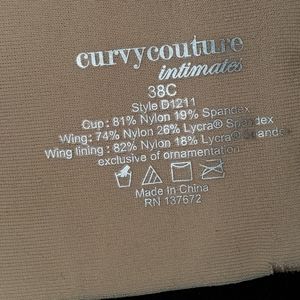 curvycouture
intimates
38C
Style D1211
Cup : 81% Nylon 19% Spandex
Wing: 74% Nylon 26% Lycra® Spandex
Wing lining : 82% Nylon 18% Lycra® Spande
exclusive of ornamentation
Made In China
RN 137672